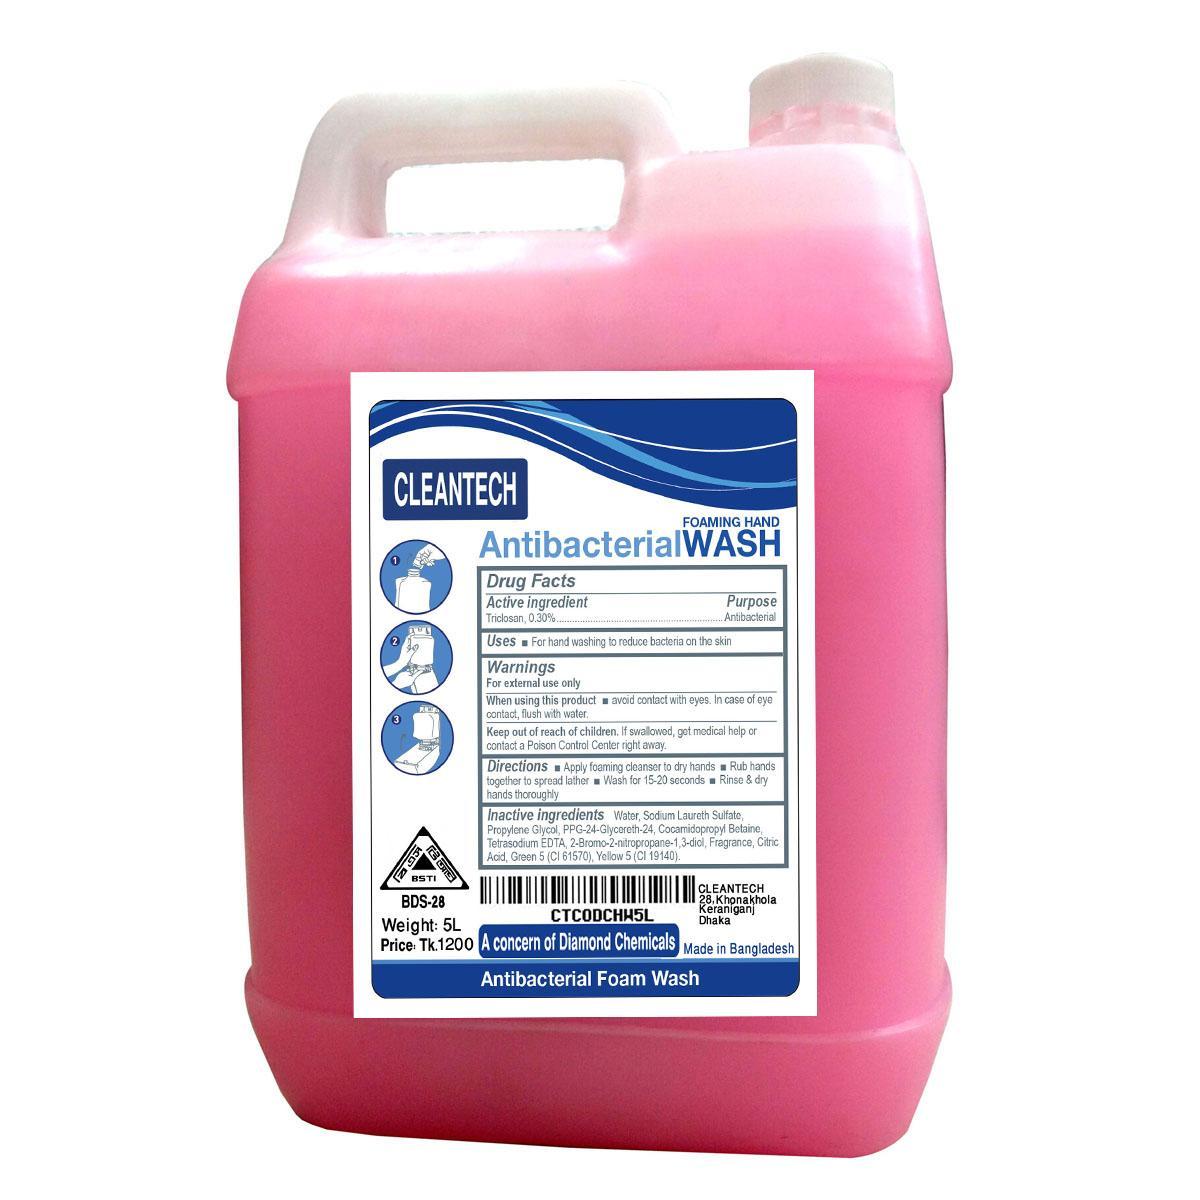 CLEANTECH
FOAMING HAND
AntibacterialWASH
1
2
3
Drug Facts
Active ingredient Purpose
Triclosan, 0.30%........................................................Antibacterial
Uses ■ For hand washing to reduce bacteria on the skin
Warnings
For external use only
When using this product ■ avoid contact with eyes. In case of eye
contact, flush with water.
Keep out of reach of children. If swallowed, get medical help or
contact a Poison Control Center right away.
Directions ■ Apply foaming cleanser to dry hands ■ Rub hands
together to spread lather ■ Wash for 15-20 seconds ■ Rinse & dry
hands thoroughly
Inactive ingredients Water, Sodium Laureth Sulfate,
Propylene Glycol, PPG-24-Glycereth-24, Cocamidopropyl Betaine,
Tetrasodium EDTA, 2-Bromo-2-nitropropane-1,3-diol, Fragrance, Citric
Acid, Green 5 (CI 61570), Yellow 5 (CI 19140).
BSTI
BDS-28
Weight: 5L
Price: Tk.1200
CTCODCHW5L
CLEANTECH
28,Khonakhola
Keraniganj
Dhaka
A concern of Diamond Chemicals
Made in Bangladesh
Antibacterial Foam Wash